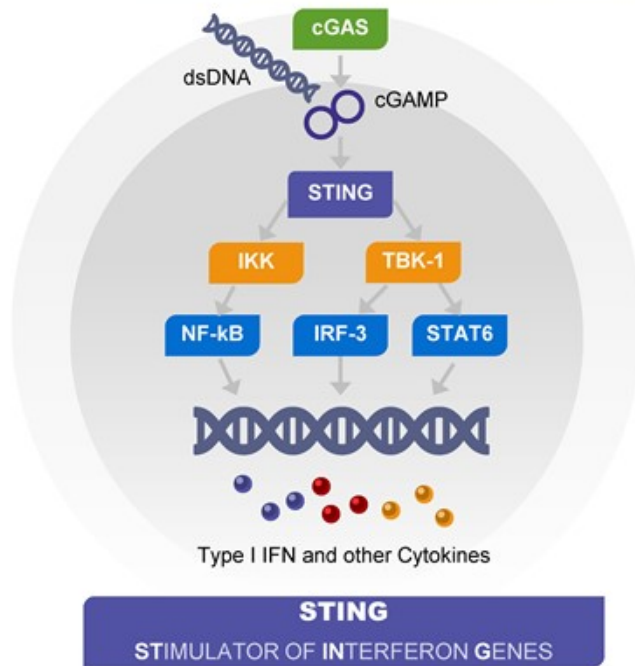 cGAS
dsDNA
cGAMP
STING
IKK
TBK-1
NF-kB
IRF-3
STAT6
Type I IFN and other Cytokines
STING
STIMULATOR OF INTERFERON GENES